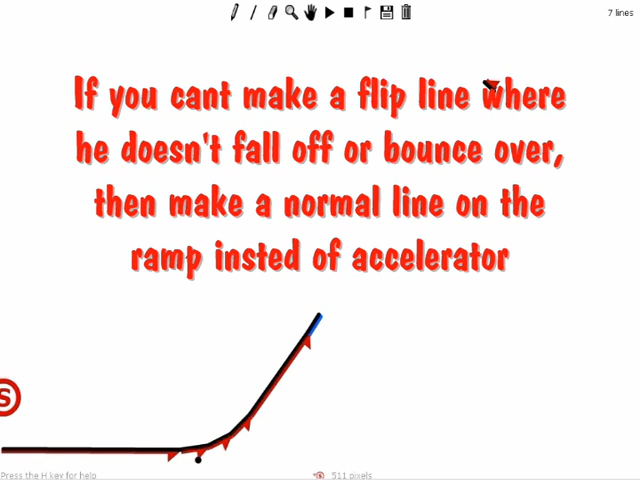 7 lines
If you cant make a flip line where
he doesn't fall off or bounce over,
then make a normal line on the
ramp insted of accelerator
S
Press the H key for help
511 pixels